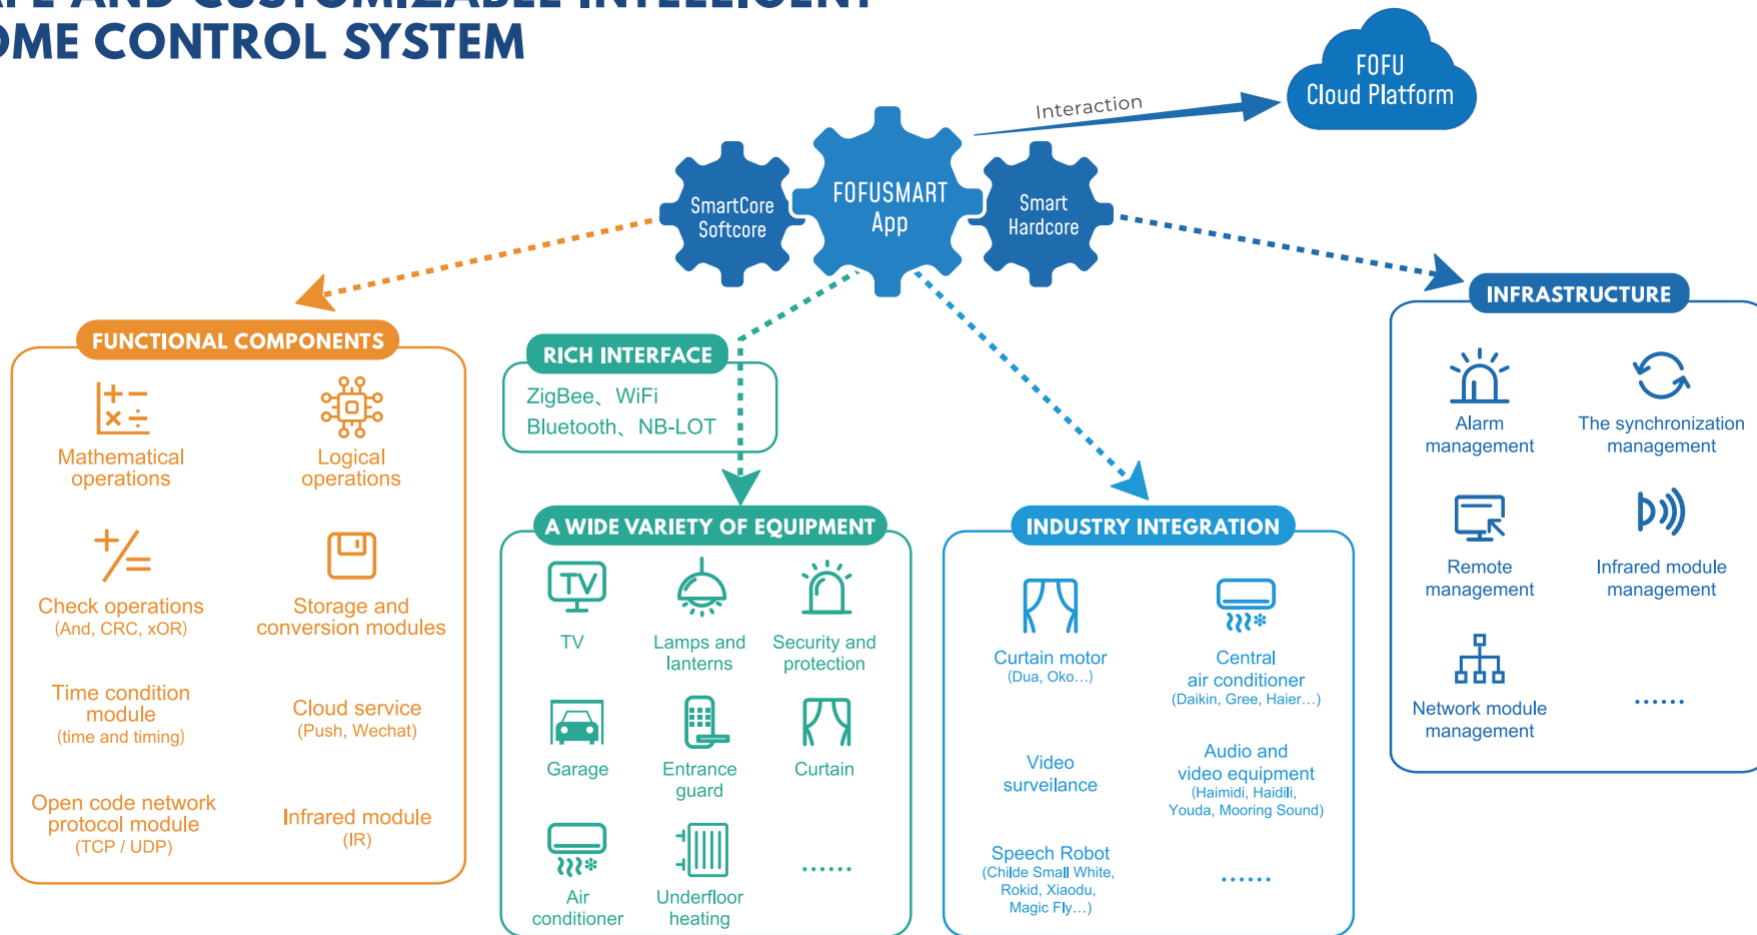 AND CUSTOMIZABLE INTELLIGENT
CONTROL SYSTEM
FOFU
Cloud Platform
Interaction
SmartCore
Softcore
FOFUSMART
App
Smart
Hardcore
FUNCTIONAL COMPONENTS
Mathematical
operations
Logical
operations
Check operations
(And, CRC, xOR)
Storage and
conversion modules
Time condition
module
(time and timing)
Cloud service
(Push, Wechat)
Open code network
protocol module
(TCP / UDP)
Infrared module
(IR)
RICH INTERFACE
ZigBee、WiFi
Bluetooth、NB-LOT
A WIDE VARIETY OF EQUIPMENT
TV
TV
Lamps and
lanterns
Security and
protection
Garage
Entrance
guard
Curtain
Air
conditioner
Underfloor
heating
......
INDUSTRY INTEGRATION
Curtain motor
(Dua, Oko...)
Central
air conditioner
(Daikin, Gree, Haier...)
Video
surveilance
Audio and
video equipment
(Haimidi, Haidili,
Youda, Mooring Sound)
Speech Robot
(Childe Small White,
Rokid, Xiaodu,
Magic Fly...)
......
INFRASTRUCTURE
Alarm
management
The synchronization
management
Remote
management
Infrared module
management
Network module
management
......